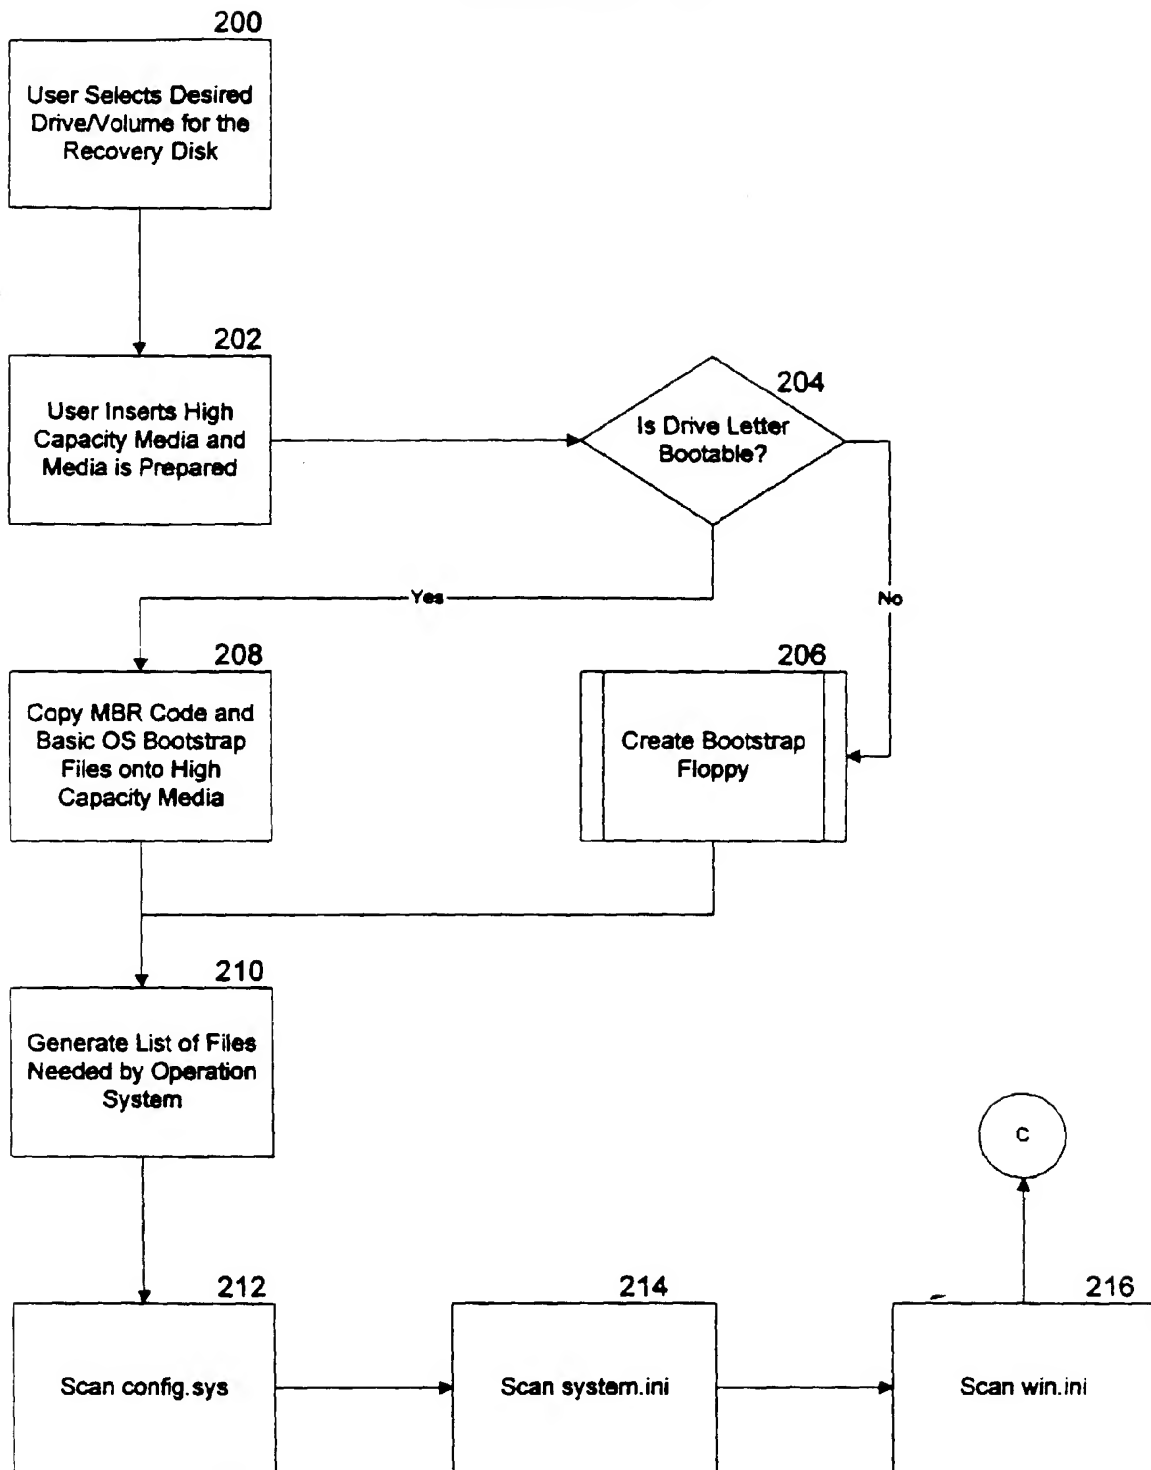 200
User Selects Desired
Drive/Volume for the
Recovery Disk
202
User Inserts High
Capacity Media and
Media is Prepared
204
Is Drive Letter
Bootable?
Yes
No
208
Copy MBR Code and
Basic OS Bootstrap
Files onto High
Capacity Media
206
Create Bootstrap
Floppy
210
Generate List of Files
Needed by Operation
System
C
212
Scan config.sys
214
Scan system.ini
216
Scan win.ini